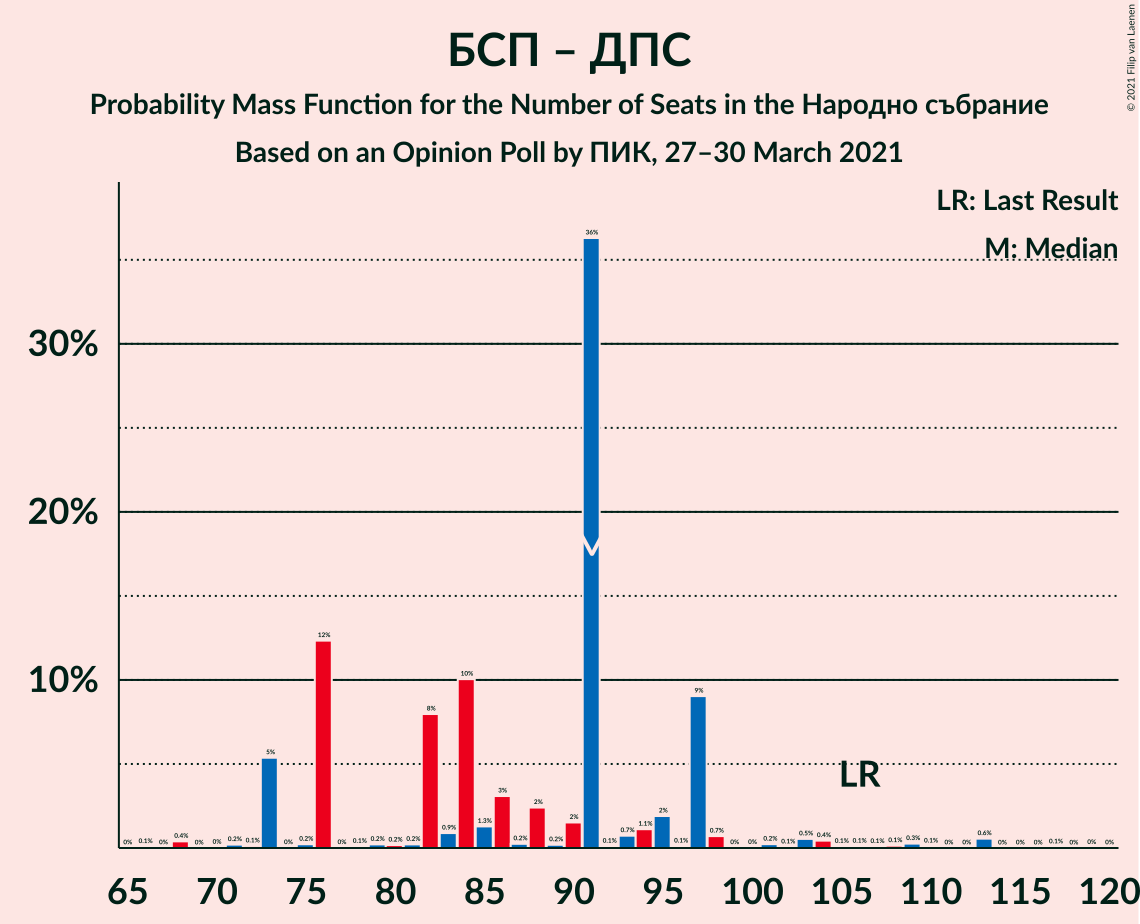 БСП – ДПС
Probability Mass Function for the Number of Seats in the Народно събрание
Based on an Opinion Poll by ПИК, 27–30 March 2021
© 2021 Filip van Laenen
LR: Last Result
M: Median
30%
20%
10%
0% 0.1% 0% 0.4% 0% 0% 0.2% 0.1% 5% 0% 0.2% 12% 0% 0.1% 0.2% 0.2% 0.2% 8% 0.9% 10% 1.3% 3% 0.2% 2% 0.2% 2% 36% 0.1% 0.7% 1.1% 2% 0.1% 9% 0.7% 0% 0% 0.2% 0.1% 0.5% 0.4% 0.1% 0.1% 0.1% 0.1% 0.3% 0.1% 0% 0% 0.6% 0% 0% 0% 0.1% 0% 0% 0%
M
LR
65 70 75 80 85 90 95 100 105 110 115 120